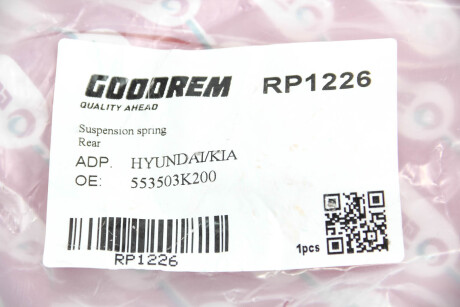 GOODREM RP1226
QUALITY AHEAD
Suspension spring
Rear
ADP. HYUNDAI/KIA
OE: 553503K200
RP1226
1pcs